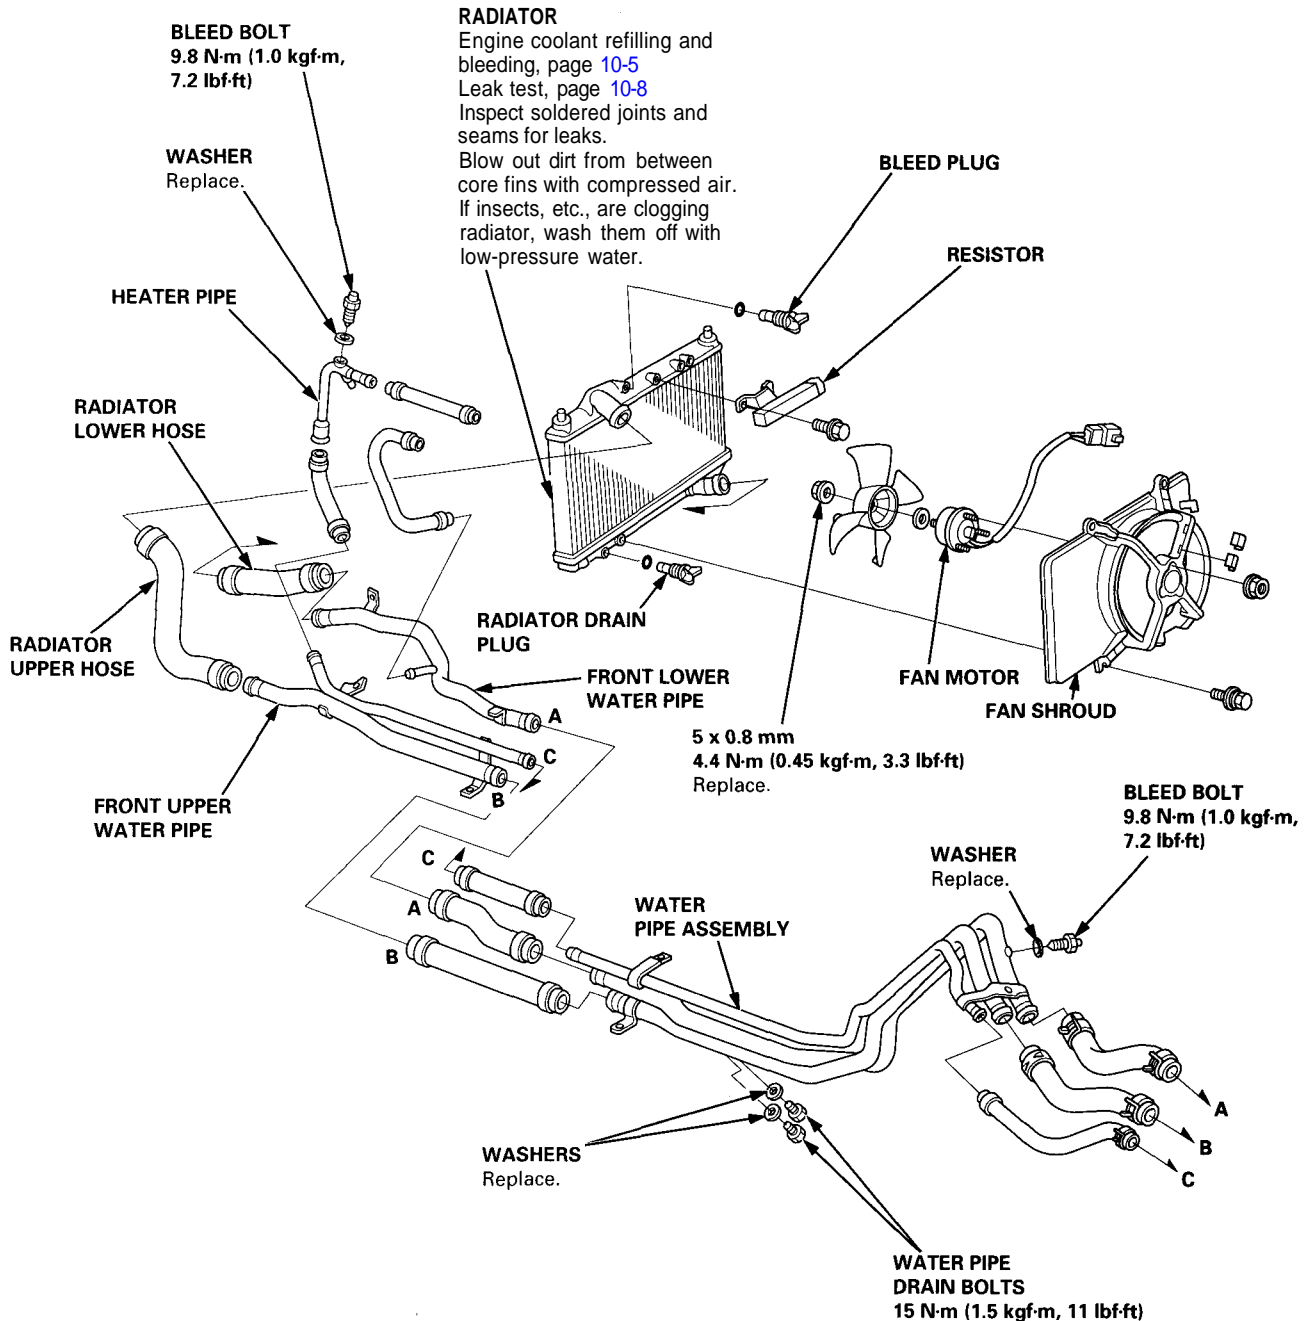 BLEED BOLT
9.8 N·m (1.0 kgf·m,
7.2 lbf·ft)
RADIATOR
Engine coolant refilling and
bleeding, page 10-5
Leak test, page 10-8
Inspect soldered joints and
seams for leaks.
Blow out dirt from between
core fins with compressed air.
If insects, etc., are clogging
radiator, wash them off with
low-pressure water.
WASHER
Replace.
BLEED PLUG
RESISTOR
HEATER PIPE
RADIATOR
LOWER HOSE
RADIATOR
UPPER HOSE
RADIATOR DRAIN
PLUG
FRONT LOWER
WATER PIPE
FAN MOTOR
FAN SHROUD
A
C
B
5 x 0.8 mm
4.4 N·m (0.45 kgf·m, 3.3 lbf·ft)
Replace.
FRONT UPPER
WATER PIPE
BLEED BOLT
9.8 N·m (1.0 kgf·m,
7.2 lbf·ft)
WASHER
Replace.
C
A
B
WATER
PIPE ASSEMBLY
A
B
C
WASHERS
Replace.
WATER PIPE
DRAIN BOLTS
15 N·m (1.5 kgf·m, 11 lbf·ft)